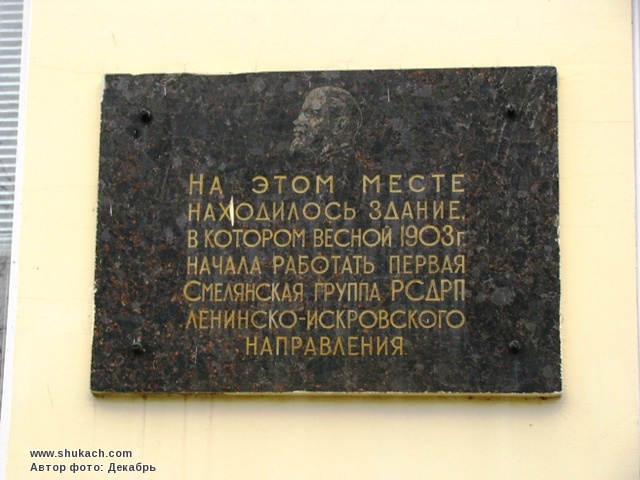 На этом месте
находилось здание,
в котором весной 1903г.
начала работать первая
Смелянская группа РСДРП
ленинско-искровского
направления.
www.shukach.com
Автор фото: Декабрь